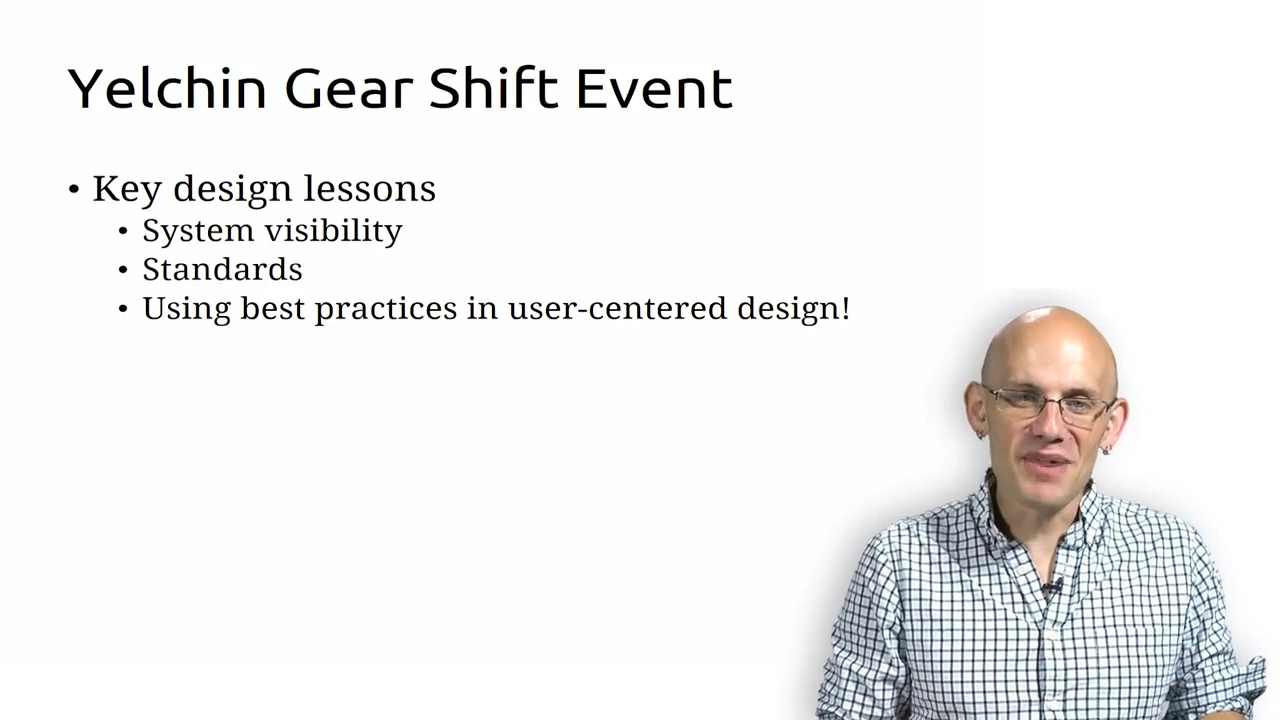 Yelchin Gear Shift Event
• Key design lessons
• System visibility
• Standards
• Using best practices in user-centered design!